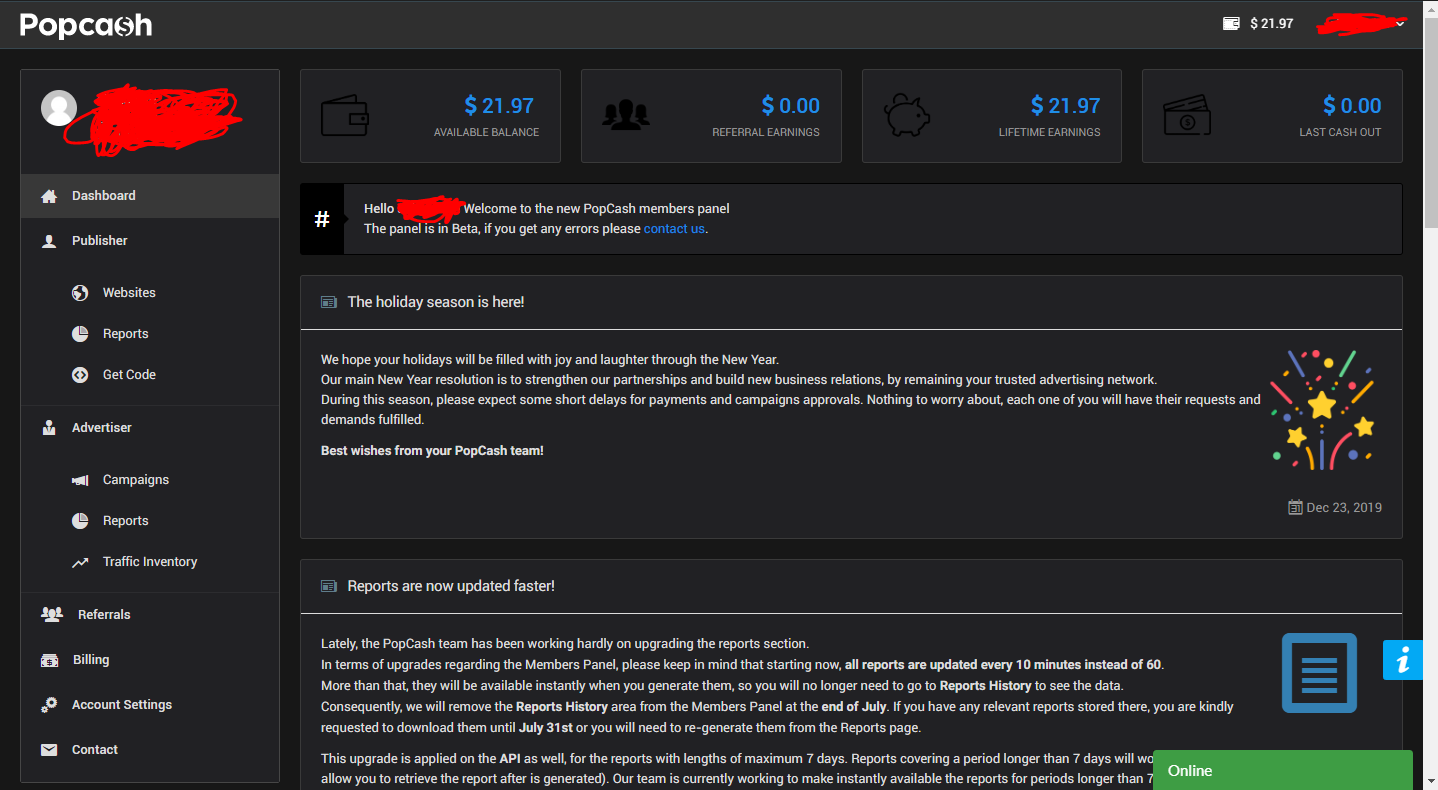 Popcash
$ 21.97
$ 21.97
AVAILABLE BALANCE
$ 0.00
REFERRAL EARNINGS
$ 21.97
LIFETIME EARNINGS
$ 0.00
LAST CASH OUT
Dashboard
Publisher
Websites
Reports
Get Code
Advertiser
Campaigns
Reports
Traffic Inventory
Referrals
Billing
Account Settings
Contact
#
Hello Welcome to the new PopCash members panel
The panel is in Beta, if you get any errors please contact us.
The holiday season is here!
We hope your holidays will be filled with joy and laughter through the New Year.
Our main New Year resolution is to strengthen our partnerships and build new business relations, by remaining your trusted advertising network.
During this season, please expect some short delays for payments and campaigns approvals. Nothing to worry about, each one of you will have their requests and
demands fulfilled.
Best wishes from your PopCash team!
Dec 23, 2019
Reports are now updated faster!
Lately, the PopCash team has been working hardly on upgrading the reports section.
In terms of upgrades regarding the Members Panel, please keep in mind that starting now, all reports are updated every 10 minutes instead of 60.
More than that, they will be available instantly when you generate them, so you will no longer need to go to Reports History to see the data.
Consequently, we will remove the Reports History area from the Members Panel at the end of July. If you have any relevant reports stored there, you are kindly
requested to download them until July 31st or you will need to re-generate them from the Reports page.
This upgrade is applied on the API as well, for the reports with lengths of maximum 7 days. Reports covering a period longer than 7 days will
allow you to retrieve the report after is generated). Our team is currently working to make instantly available the reports for periods longer than 7
i
Online